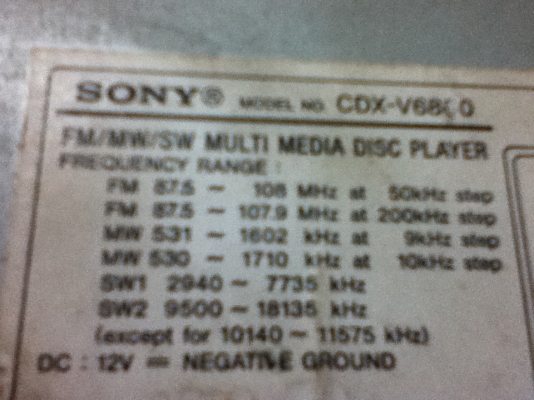 SONY® MODEL NO.
FM/MW/SW MULTI MEDIA DISC PLAYER
FREQUENCY RANGE :
FM 87.5 ~ 108 MHz at 50kHz step
FM 87.5 ~ 107.9 MHz at 200kHz step
MW 531 ~ 1602 kHz at 9kHz step
MW 530 ~ 1710 kHz at 10kHz step
SW1 2940 ~ 7735 kHz
SW2 9500 ~ 18135 kHz
(except for 10140 ~ 11575 kHz)
DC : 12V ⎓ NEGATIVE GROUND